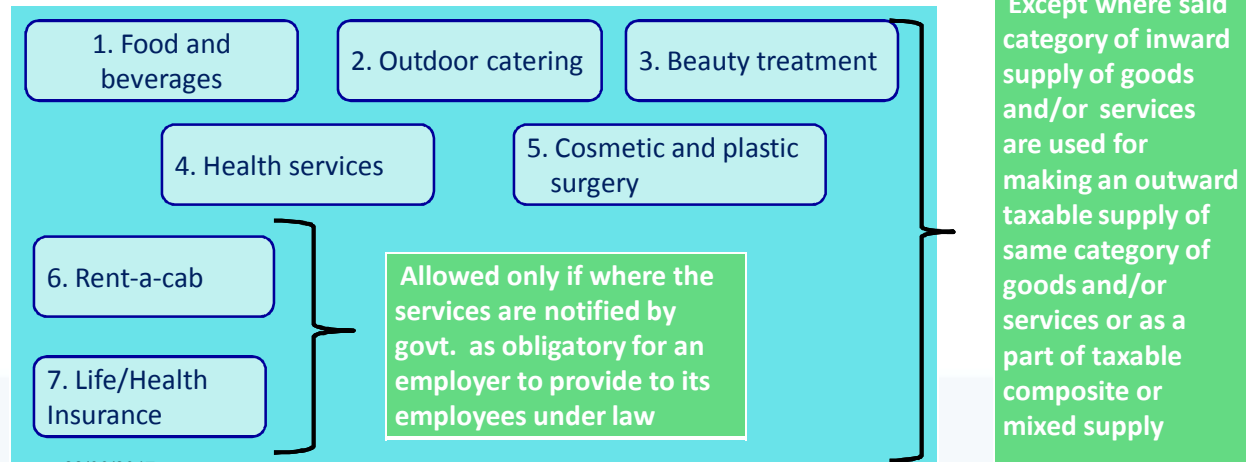 1. Food and
beverages
2. Outdoor catering
3. Beauty treatment
4. Health services
5. Cosmetic and plastic
surgery
6. Rent-a-cab
7. Life/Health
Insurance
Allowed only if where the
services are notified by
govt. as obligatory for an
employer to provide to its
employees under law
Except where said
category of inward
supply of goods
and/or services
are used for
making an outward
taxable supply of
same category of
goods and/or
services or as a
part of taxable
composite or
mixed supply